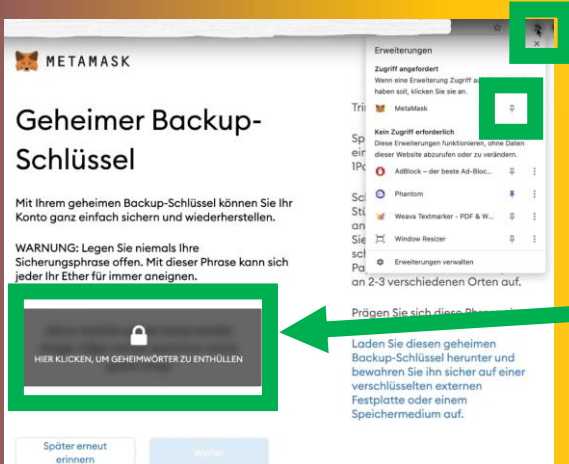 METAMASK
Geheimer Backup-
Schlüssel
Mit Ihrem geheimen Backup-Schlüssel können Sie Ihr
Konto ganz einfach sichern und wiederherstellen.
WARNUNG: Legen Sie niemals Ihre
Sicherungsphrase offen. Mit dieser Phrase kann sich
jeder Ihr Ether für immer aneignen.
HIER KLICKEN, UM GEHEIMWÖRTER ZU ENTHÜLLEN
Später erneut
erinnern
Weiter
Erweiterungen
Zugriff angefordert
Wenn eine Erweiterung Zugriff
haben soll, klicken Sie sie an.
MetaMask
Kein Zugriff erforderlich
Diese Erweiterungen funktionieren, ohne Daten
dieser Website abzurufen oder zu verändern.
AdBlock – der beste Ad-Bloc...
Phantom
Weava Textmarker - PDF & W...
Window Resizer
Erweiterungen verwalten
an 2-3 verschiedenen Orten auf.
Prägen Sie sich diese Phrase
Laden Sie diesen geheimen
Backup-Schlüssel herunter und
bewahren Sie ihn sicher auf einer
verschlüsselten externen
Festplatte oder einem
Speichermedium auf.